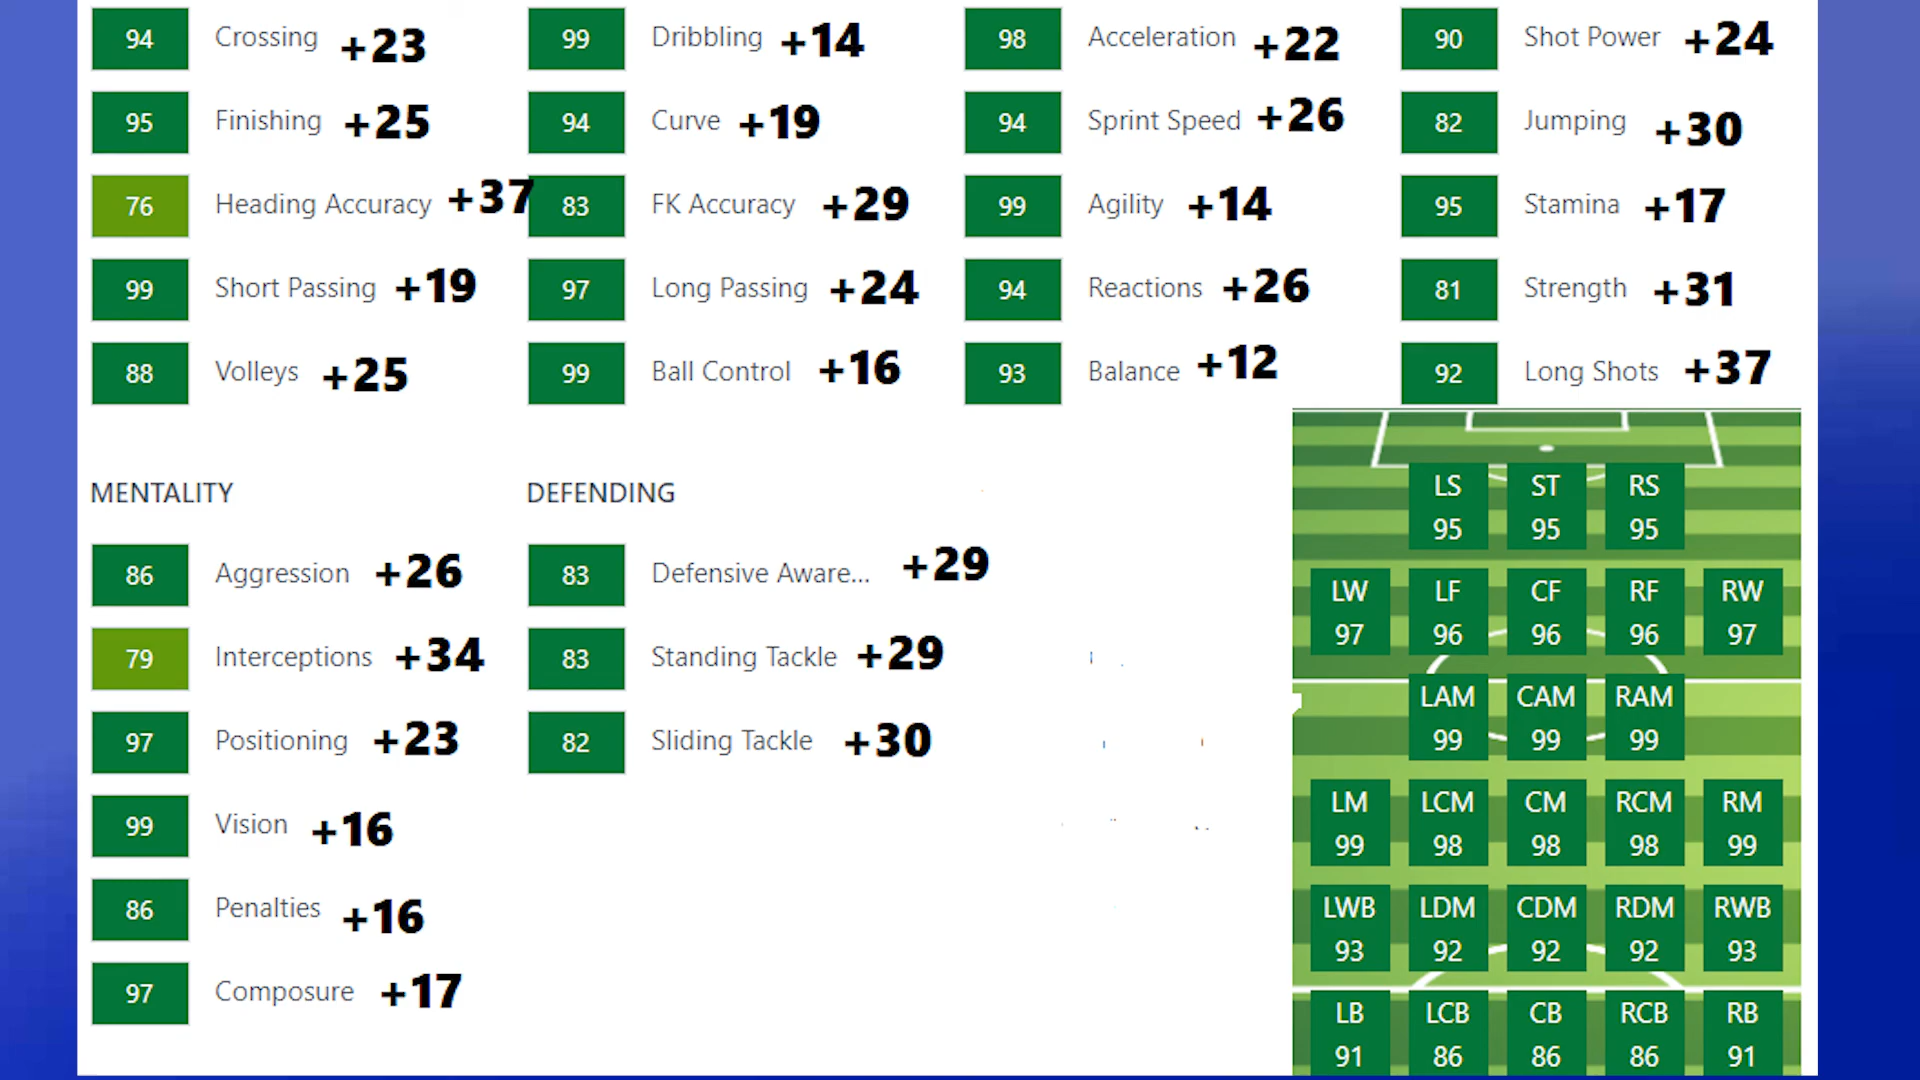 94 Crossing +23 99 Dribbling +14 98 Acceleration +22 90 Shot Power +24
95 Finishing +25 94 Curve +19 94 Sprint Speed +26 82 Jumping +30
76 Heading Accuracy +37 83 FK Accuracy +29 99 Agility +14 95 Stamina +17
99 Short Passing +19 97 Long Passing +24 94 Reactions +26 81 Strength +31
88 Volleys +25 99 Ball Control +16 93 Balance +12 92 Long Shots +37
MENTALITY DEFENDING
86 Aggression +26 83 Defensive Aware... +29
79 Interceptions +34 83 Standing Tackle +29
97 Positioning +23 82 Sliding Tackle +30
99 Vision +16
86 Penalties +16
97 Composure +17
LS ST RS
95 95 95
LW LF CF RF RW
97 96 96 96 97
LAM CAM RAM
99 99 99
LM LCM CM RCM RM
99 98 98 98 99
LWB LDM CDM RDM RWB
93 92 92 92 93
LB LCB CB RCB RB
91 86 86 86 91